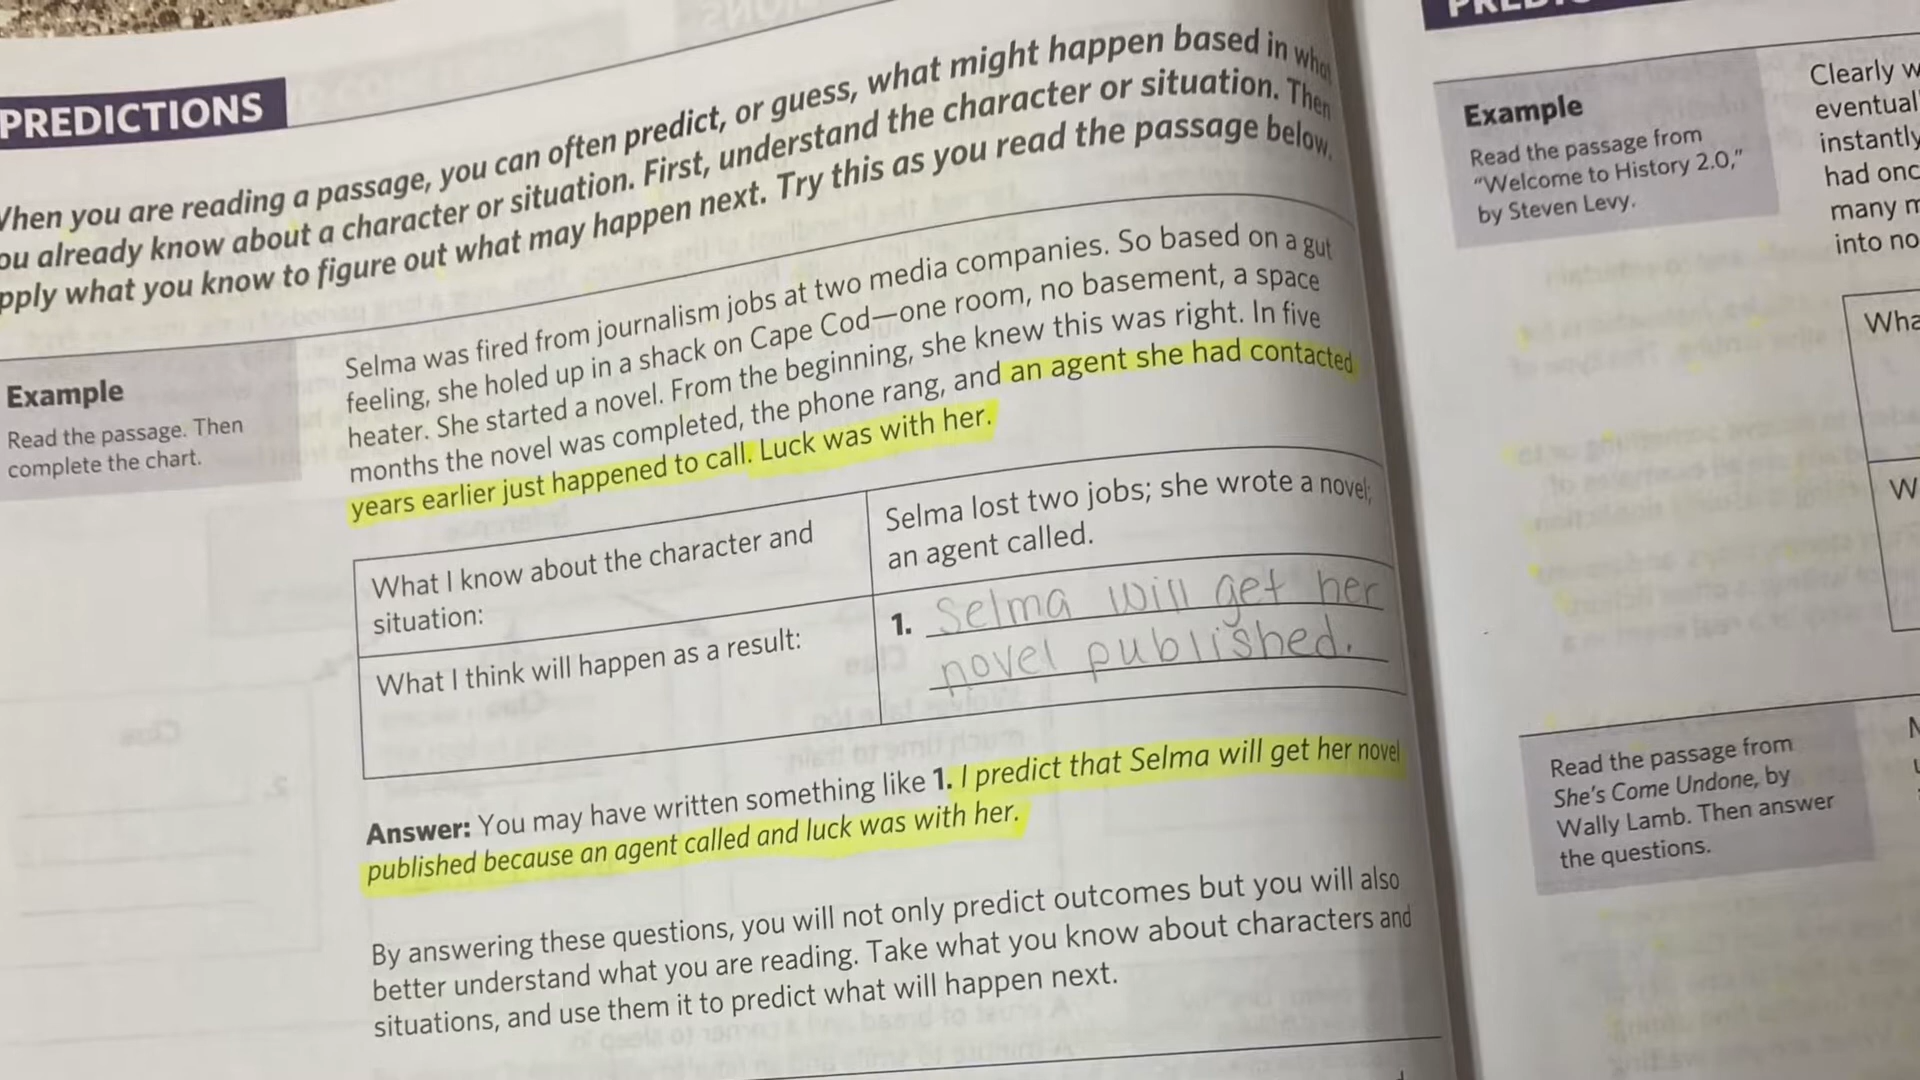 PREDICTIONS
When you are reading a passage, you can often predict, or guess, what might happen based in what
ou already know about a character or situation. First, understand the character or situation. Then
pply what you know to figure out what may happen next. Try this as you read the passage below.
Example
Read the passage. Then
complete the chart.
Selma was fired from journalism jobs at two media companies. So based on a gut
feeling, she holed up in a shack on Cape Cod—one room, no basement, a space
heater. She started a novel. From the beginning, she knew this was right. In five
months the novel was completed, the phone rang, and an agent she had contacted
years earlier just happened to call. Luck was with her.
What I know about the character and
situation:
Selma lost two jobs; she wrote a novel;
an agent called.
What I think will happen as a result:
1. Selma will get her
novel published.
Answer: You may have written something like 1. I predict that Selma will get her novel
published because an agent called and luck was with her.
By answering these questions, you will not only predict outcomes but you will also
better understand what you are reading. Take what you know about characters and
situations, and use them it to predict what will happen next.
Example
Read the passage from
“Welcome to History 2.0,”
by Steven Levy.
Clearly w
eventual
instantly
had onc
many m
into no
Wha
W
Read the passage from
She's Come Undone, by
Wally Lamb. Then answer
the questions.